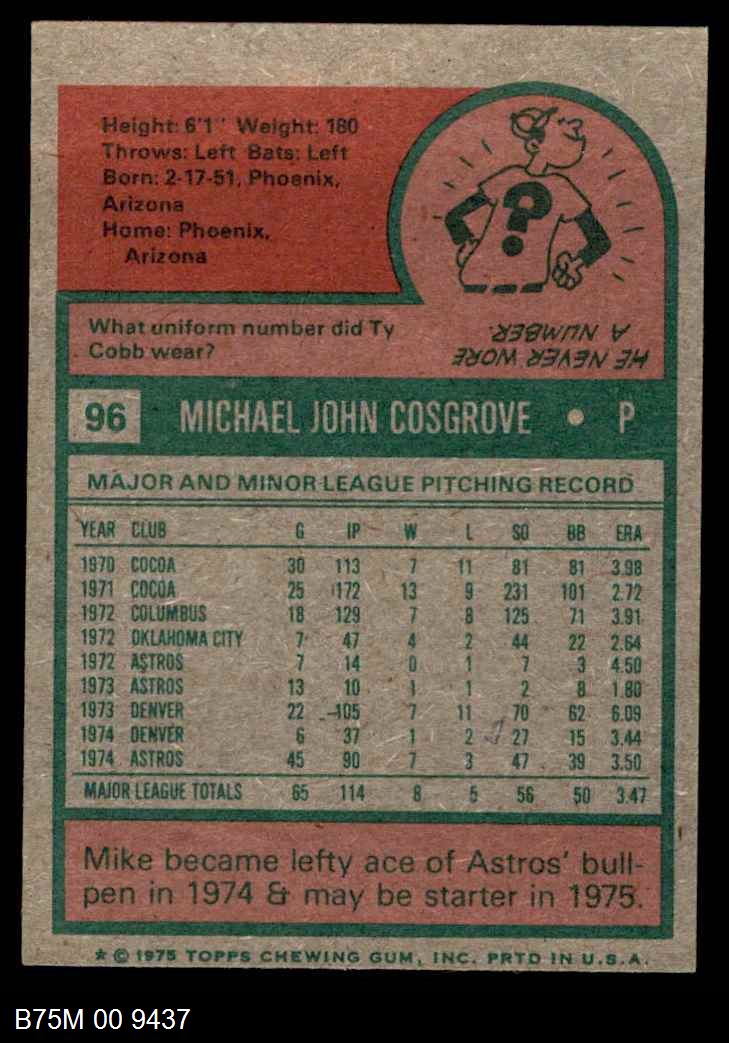 Height: 6'1" Weight: 180
Throws: Left Bats: Left
Born: 2-17-51, Phoenix,
Arizona
Home: Phoenix,
Arizona
?
What uniform number did Ty
Cobb wear?
HE NEVER WORE
A NUMBER.
96 MICHAEL JOHN COSGROVE • P
MAJOR AND MINOR LEAGUE PITCHING RECORD
YEAR CLUB G IP W L SO BB ERA
1970 COCOA 30 113 7 11 81 81 3.98
1971 COCOA 25 172 13 9 231 101 2.72
1972 COLUMBUS 18 129 7 8 125 71 3.91
1972 OKLAHOMA CITY 7 47 4 2 44 22 2.64
1972 ASTROS 7 14 0 1 7 3 4.50
1973 ASTROS 13 10 1 1 2 8 1.80
1973 DENVER 22 105 7 11 70 62 6.09
1974 DENVER 6 37 1 2 27 15 3.44
1974 ASTROS 45 90 7 3 47 39 3.50
MAJOR LEAGUE TOTALS 65 114 8 5 56 50 3.47
Mike became lefty ace of Astros' bull-
pen in 1974 & may be starter in 1975.
* © 1975 TOPPS CHEWING GUM, INC. PRTD IN U.S.A.
B75M 00 9437